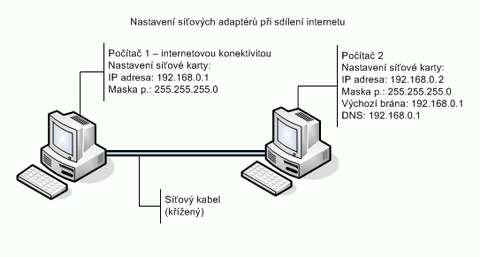 Nastavení síťových adaptérů při sdílení internetu
Počítač 1 – internetovou konektivitou
Nastavení síťové karty:
IP adresa: 192.168.0.1
Maska p.: 255.255.255.0
Počítač 2
Nastavení síťové karty:
IP adresa: 192.168.0.2
Maska p.: 255.255.255.0
Výchozí brána: 192.168.0.1
DNS: 192.168.0.1
Síťový kabel
(křížený)